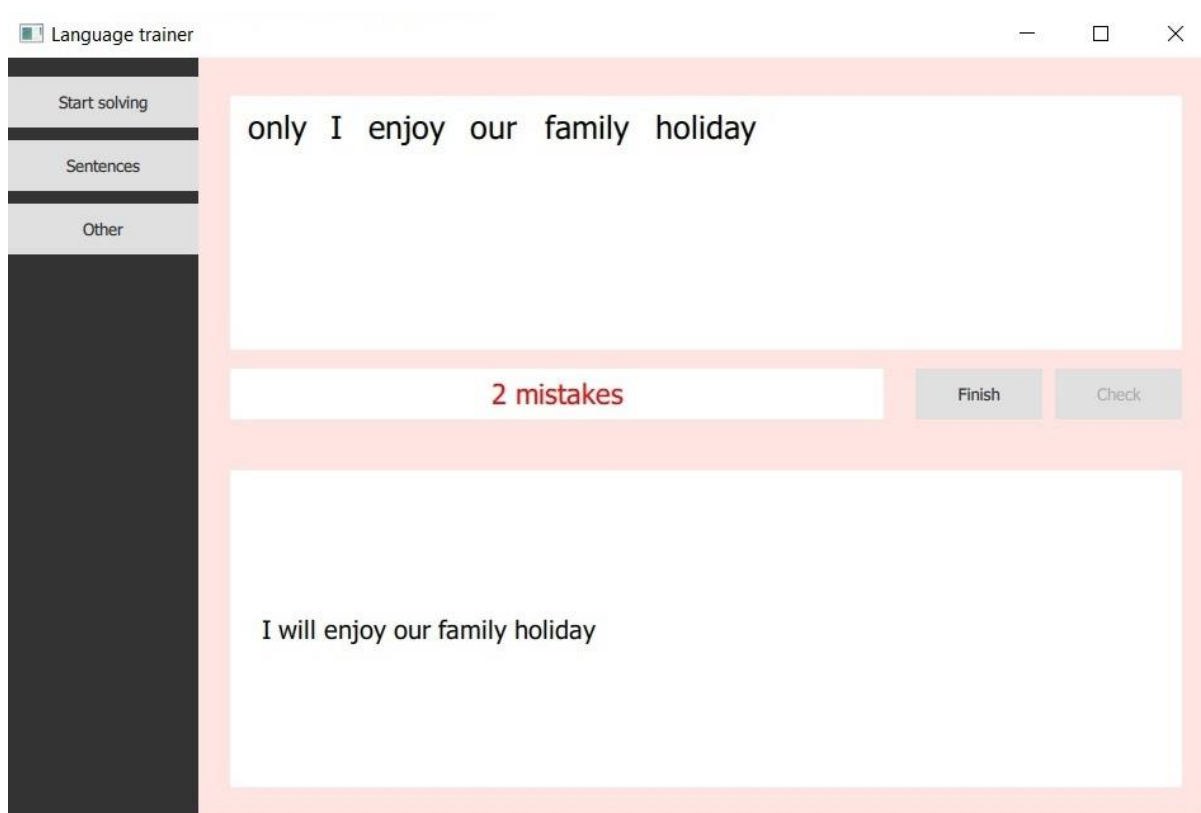 Language trainer
Start solving
Sentences
Other
only I enjoy our family holiday
2 mistakes
Finish
Check
I will enjoy our family holiday